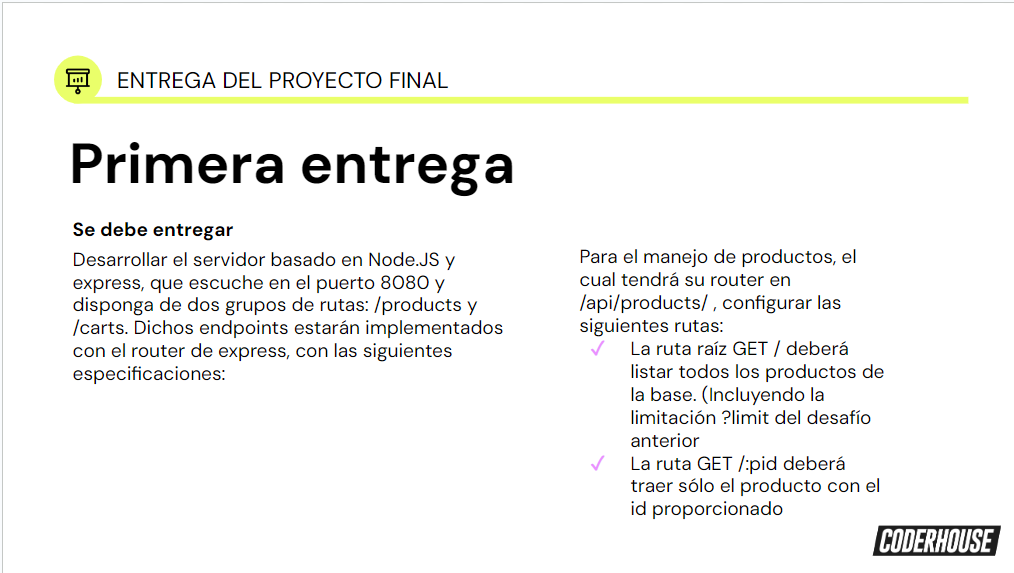 ENTREGA DEL PROYECTO FINAL
Primera entrega
Se debe entregar
Desarrollar el servidor basado en Node.JS y
express, que escuche en el puerto 8080 y
disponga de dos grupos de rutas: /products y
/carts. Dichos endpoints estarán implementados
con el router de express, con las siguientes
especificaciones:
Para el manejo de productos, el
cual tendrá su router en
/api/products/ , configurar las
siguientes rutas:
✓ La ruta raíz GET / deberá
listar todos los productos de
la base. (Incluyendo la
limitación ?limit del desafío
anterior
✓ La ruta GET /:pid deberá
traer sólo el producto con el
id proporcionado
CODERHOUSE